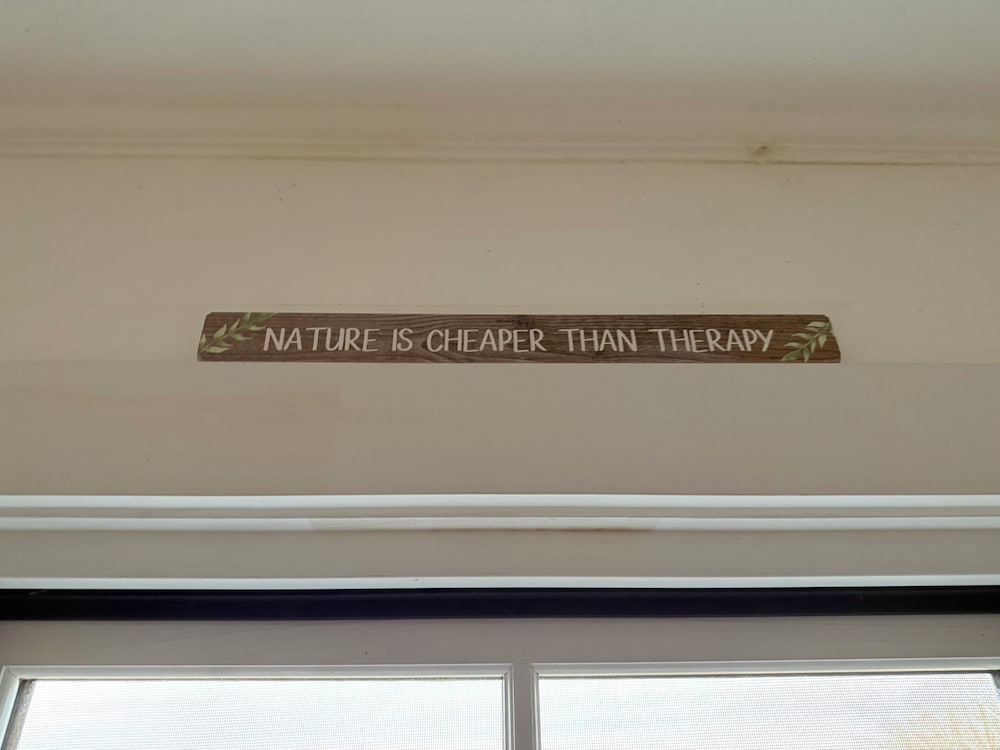 NATURE IS CHEAPER THAN THERAPY